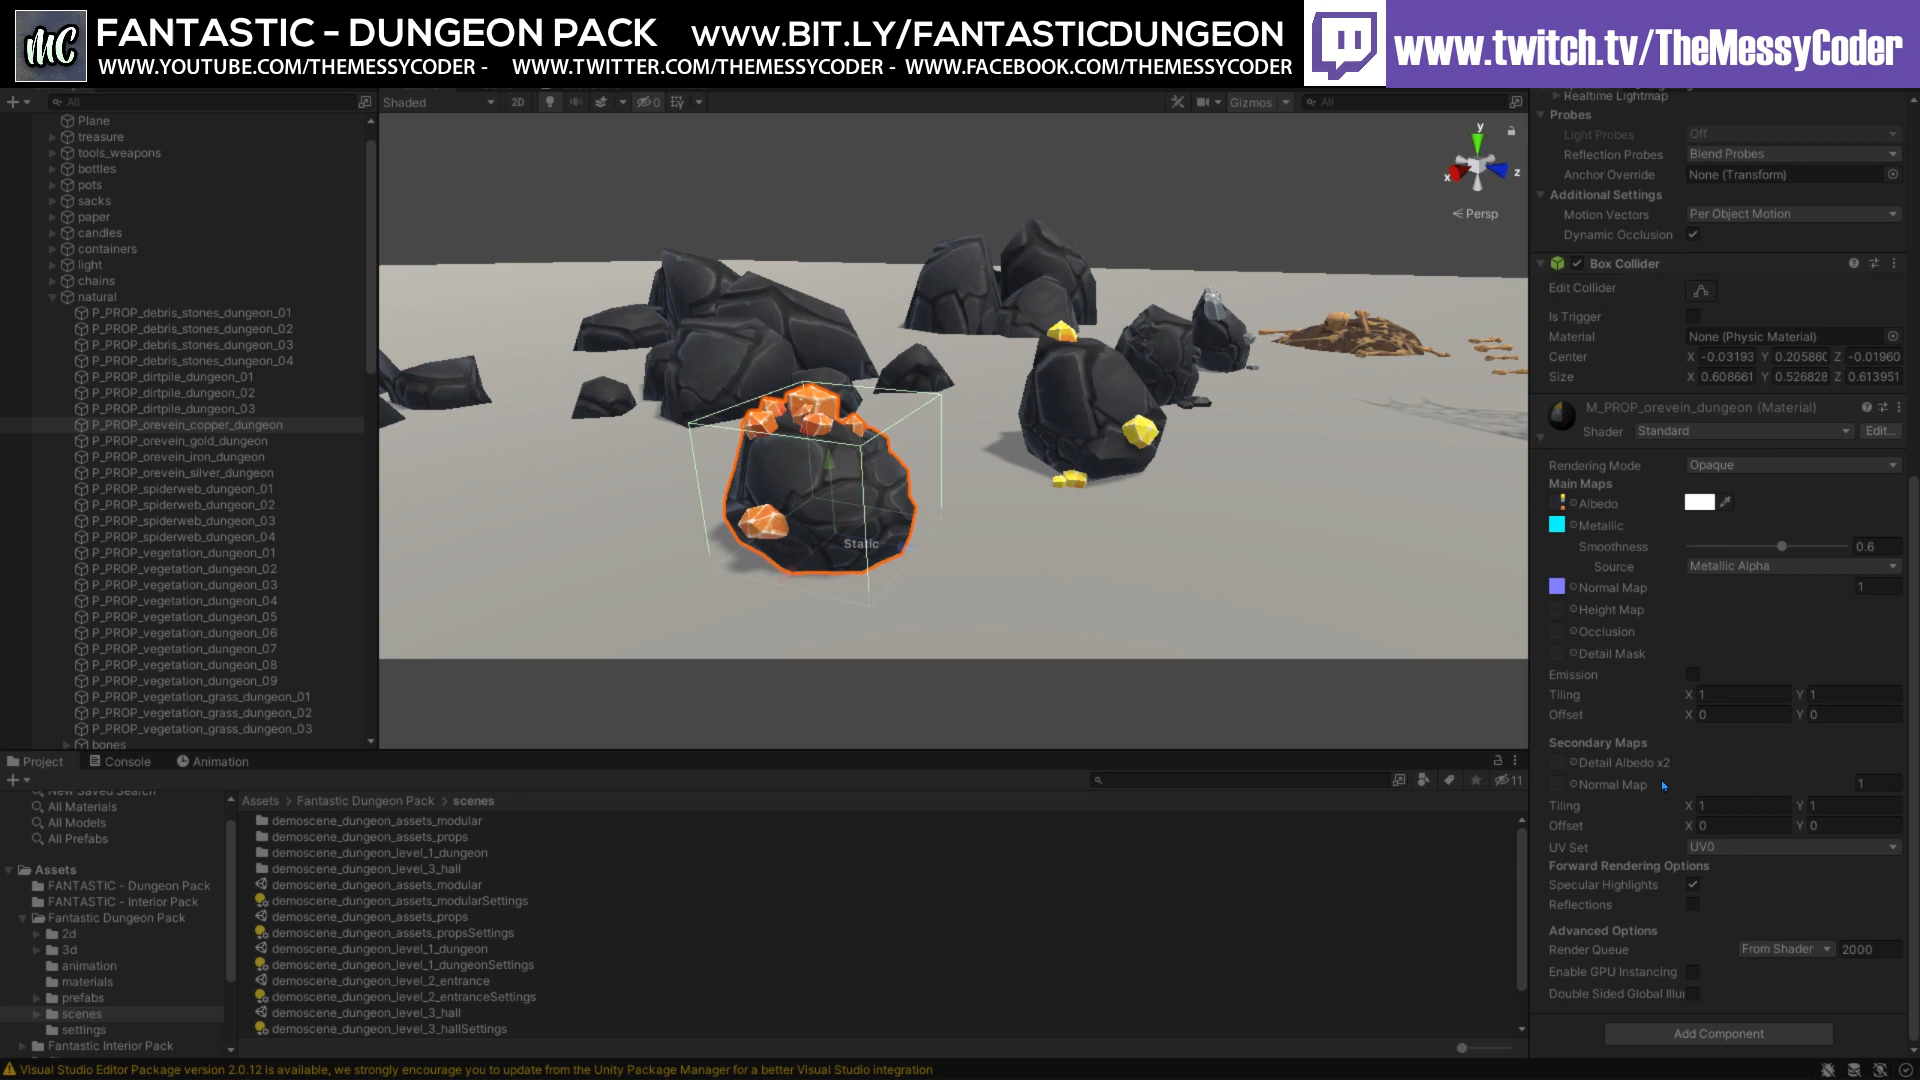 MC
FANTASTIC - DUNGEON PACK WWW.BIT.LY/FANTASTICDUNGEON
WWW.YOUTUBE.COM/THEMESSYCODER - WWW.TWITTER.COM/THEMESSYCODER - WWW.FACEBOOK.COM/THEMESSYCODER
www.twitch.tv/TheMessyCoder
All
Plane
treasure
tools_weapons
bottles
pots
sacks
paper
candles
containers
light
chains
natural
P_PROP_debris_stones_dungeon_01
P_PROP_debris_stones_dungeon_02
P_PROP_debris_stones_dungeon_03
P_PROP_debris_stones_dungeon_04
P_PROP_dirtpile_dungeon_01
P_PROP_dirtpile_dungeon_02
P_PROP_dirtpile_dungeon_03
P_PROP_orevein_copper_dungeon
P_PROP_orevein_gold_dungeon
P_PROP_orevein_iron_dungeon
P_PROP_orevein_silver_dungeon
P_PROP_spiderweb_dungeon_01
P_PROP_spiderweb_dungeon_02
P_PROP_spiderweb_dungeon_03
P_PROP_spiderweb_dungeon_04
P_PROP_vegetation_dungeon_01
P_PROP_vegetation_dungeon_02
P_PROP_vegetation_dungeon_03
P_PROP_vegetation_dungeon_04
P_PROP_vegetation_dungeon_05
P_PROP_vegetation_dungeon_06
P_PROP_vegetation_dungeon_07
P_PROP_vegetation_dungeon_08
P_PROP_vegetation_dungeon_09
P_PROP_vegetation_grass_dungeon_01
P_PROP_vegetation_grass_dungeon_02
P_PROP_vegetation_grass_dungeon_03
bones
Shaded 2D 0 Gizmos All
y
x z
Persp
Static
Realtime Lightmap
Probes
Light Probes Off
Reflection Probes Blend Probes
Anchor Override None (Transform)
Additional Settings
Motion Vectors Per Object Motion
Dynamic Occlusion
Box Collider
Edit Collider
Is Trigger
Material None (Physic Material)
Center X -0.03193 Y 0.205860 Z -0.01960
Size X 0.608661 Y 0.526828 Z 0.613951
M_PROP_orevein_dungeon (Material)
Shader Standard Edit...
Rendering Mode Opaque
Main Maps
Albedo
Metallic
Smoothness 0.6
Source Metallic Alpha
Normal Map 1
Height Map
Occlusion
Detail Mask
Emission
Tiling X 1 Y 1
Offset X 0 Y 0
Secondary Maps
Detail Albedo x2
Normal Map 1
Tiling X 1 Y 1
Offset X 0 Y 0
UV Set UV0
Forward Rendering Options
Specular Highlights
Reflections
Advanced Options
Render Queue From Shader 2000
Enable GPU Instancing
Double Sided Global Illur
Add Component
Project Console Animation
11
New Saved Search
All Materials
All Models
All Prefabs
Assets
FANTASTIC - Dungeon Pack
FANTASTIC - Interior Pack
Fantastic Dungeon Pack
2d
3d
animation
materials
prefabs
scenes
settings
Fantastic Interior Pack
Assets > Fantastic Dungeon Pack > scenes
demoscene_dungeon_assets_modular
demoscene_dungeon_assets_props
demoscene_dungeon_level_1_dungeon
demoscene_dungeon_level_3_hall
demoscene_dungeon_assets_modular
demoscene_dungeon_assets_modularSettings
demoscene_dungeon_assets_props
demoscene_dungeon_assets_propsSettings
demoscene_dungeon_level_1_dungeon
demoscene_dungeon_level_1_dungeonSettings
demoscene_dungeon_level_2_entrance
demoscene_dungeon_level_2_entranceSettings
demoscene_dungeon_level_3_hall
demoscene_dungeon_level_3_hallSettings
Visual Studio Editor Package version 2.0.12 is available, we strongly encourage you to update from the Unity Package Manager for a better Visual Studio integration